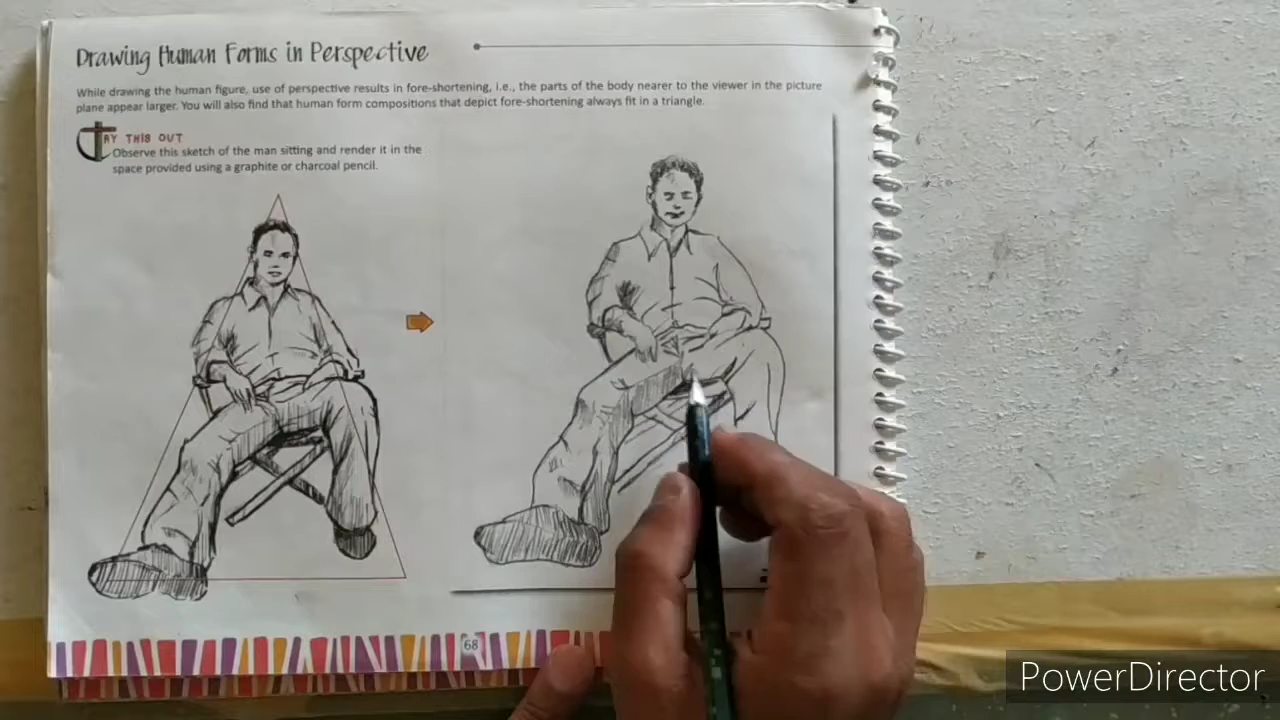 Drawing Human Forms in Perspective
While drawing the human figure, use of perspective results in fore-shortening, i.e., the parts of the body nearer to the viewer in the picture
plane appear larger. You will also find that human form compositions that depict fore-shortening always fit in a triangle.
TRY THIS OUT
Observe this sketch of the man sitting and render it in the
space provided using a graphite or charcoal pencil.
68
PowerDirector